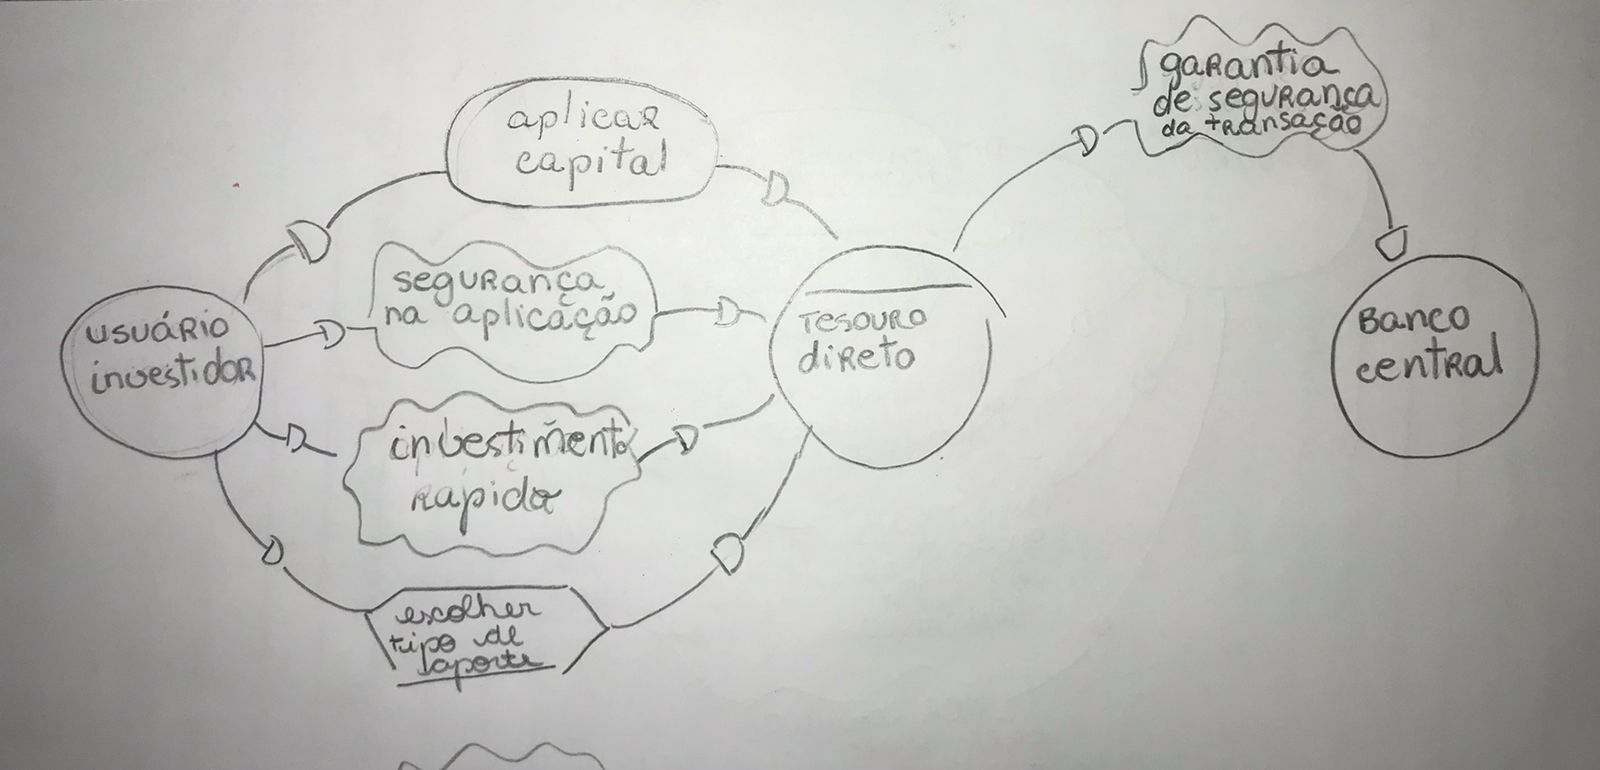 aplicar
capital
garantia
de segurança
da transação
segurança
na aplicação
usuário
investidor
Tesouro
direto
Banco
central
investimento
rapido
escolher
tipo de
aporte